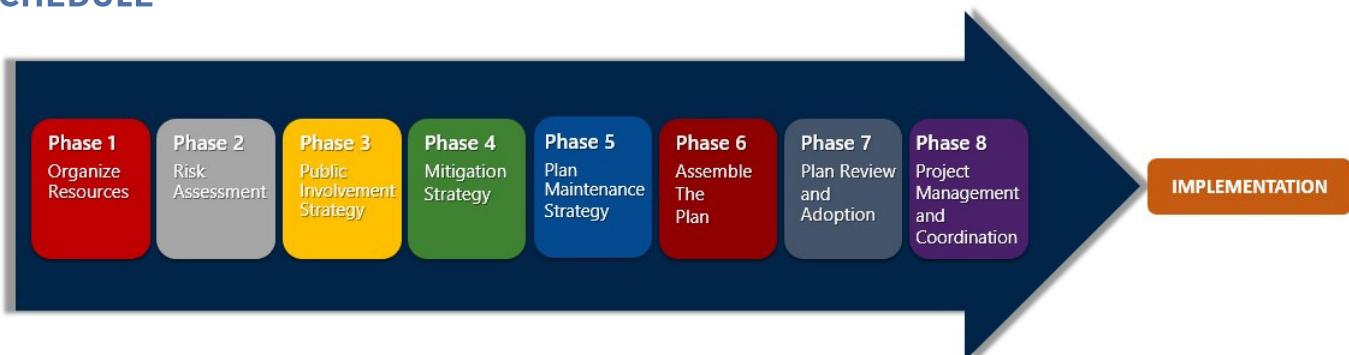 Phase 1
Organize
Resources
Phase 2
Risk
Assessment
Phase 3
Public
Involvement
Strategy
Phase 4
Mitigation
Strategy
Phase 5
Plan
Maintenance
Strategy
Phase 6
Assemble
The
Plan
Phase 7
Plan Review
and
Adoption
Phase 8
Project
Management
and
Coordination
IMPLEMENTATION